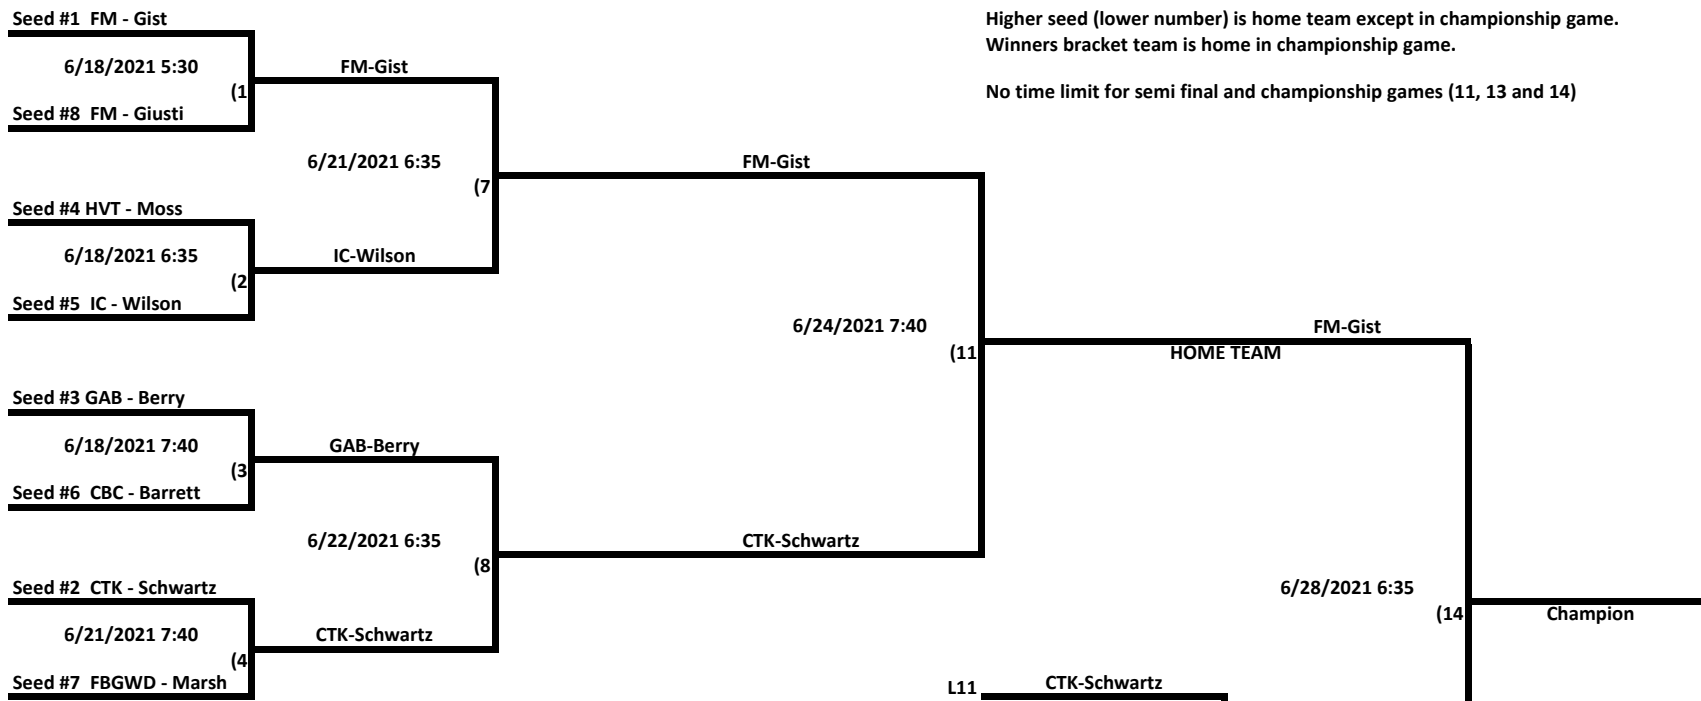 Seed #1  FM - Gist
Higher seed (lower number) is home team except in championship game.
Winners bracket team is home in championship game.
6/18/2021 5:30
FM-Gist
(1
No time limit for semi final and championship games (11, 13 and 14)
Seed #8  FM - Giusti
6/21/2021 6:35
FM-Gist
(7
Seed #4 HVT - Moss
6/18/2021 6:35
IC-Wilson
(2
Seed #5  IC - Wilson
6/24/2021 7:40
FM-Gist
(11
HOME TEAM
Seed #3 GAB - Berry
6/18/2021 7:40
GAB-Berry
(3
Seed #6  CBC - Barrett
6/22/2021 6:35
CTK-Schwartz
(8
Seed #2  CTK - Schwartz
6/28/2021 6:35
(14
Champion
6/21/2021 7:40
CTK-Schwartz
(4
Seed #7  FBGWD - Marsh
L11
CTK-Schwartz